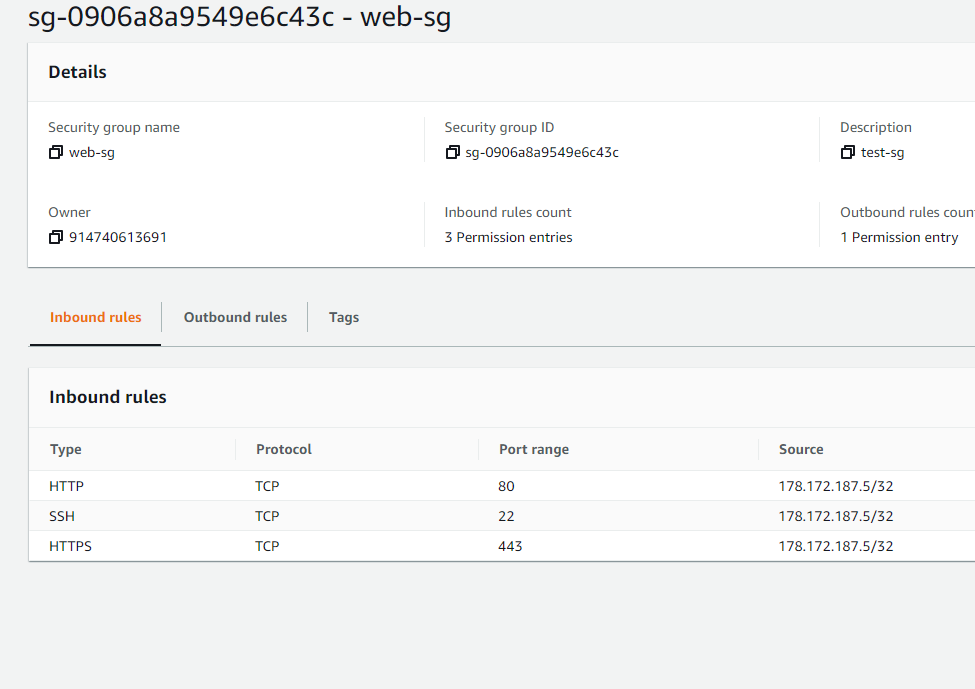 sg-0906a8a9549e6c43c - web-sg
Details
Security group name Security group ID Description
web-sg sg-0906a8a9549e6c43c test-sg
Owner Inbound rules count Outbound rules coun
914740613691 3 Permission entries 1 Permission entry
Inbound rules Outbound rules Tags
Inbound rules
Type Protocol Port range Source
HTTP TCP 80 178.172.187.5/32
SSH TCP 22 178.172.187.5/32
HTTPS TCP 443 178.172.187.5/32